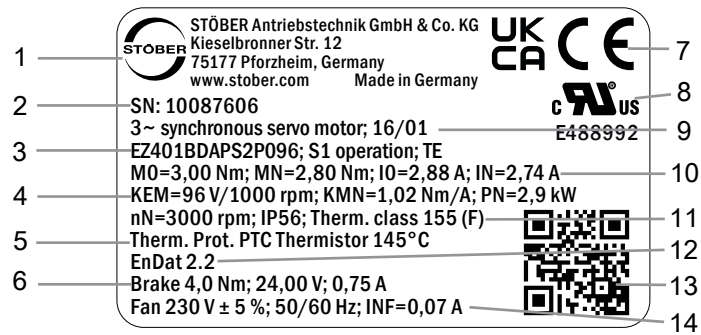 STÖBER
STÖBER Antriebstechnik GmbH & Co. KG
Kieselbronner Str. 12
75177 Pforzheim, Germany
www.stober.com Made in Germany
UK
CA CE
SN: 10087606
3~ synchronous servo motor; 16/01
C RU US
E488992
EZ401BDAPS2P096; S1 operation; TE
M0=3,00 Nm; MN=2,80 Nm; I0=2,88 A; IN=2,74 A
KEM=96 V/1000 rpm; KMN=1,02 Nm/A; PN=2,9 kW
nN=3000 rpm; IP56; Therm. class 155 (F)
Therm. Prot. PTC Thermistor 145°C
EnDat 2.2
Brake 4,0 Nm; 24,00 V; 0,75 A
Fan 230 V ± 5 %; 50/60 Hz; INF=0,07 A
1
2
3
4
5
6
7
8
9
10
11
12
13
14